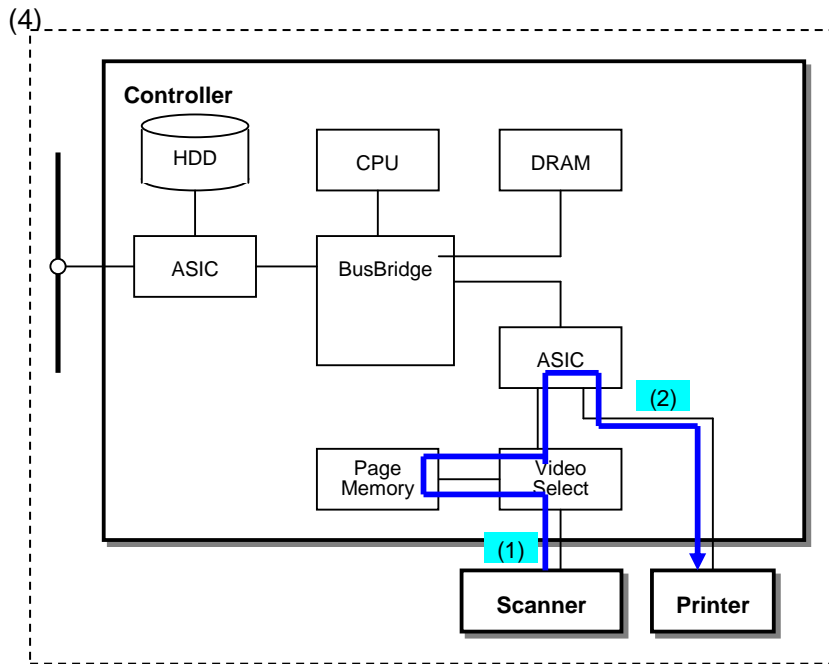 (4)
Controller
HDD
CPU
DRAM
ASIC
BusBridge
ASIC
(2)
Page
Memory
Video
Select
(1)
Scanner
Printer